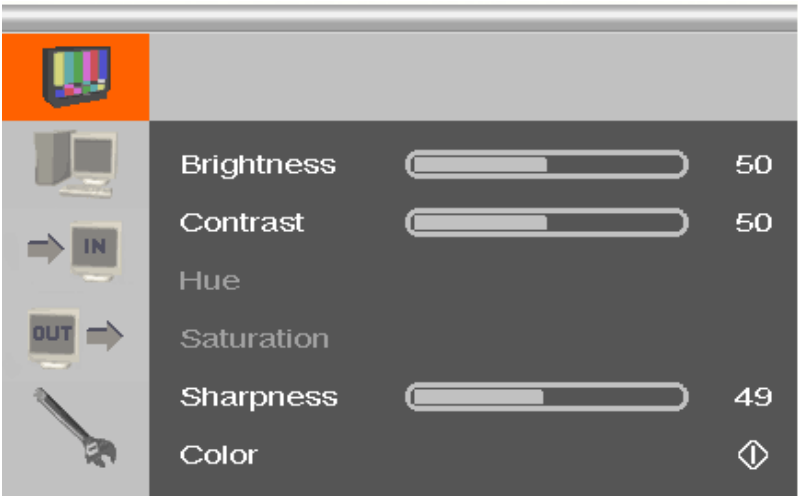 Brightness 50
Contrast 50
IN
Hue
OUT
Saturation
Sharpness 49
Color